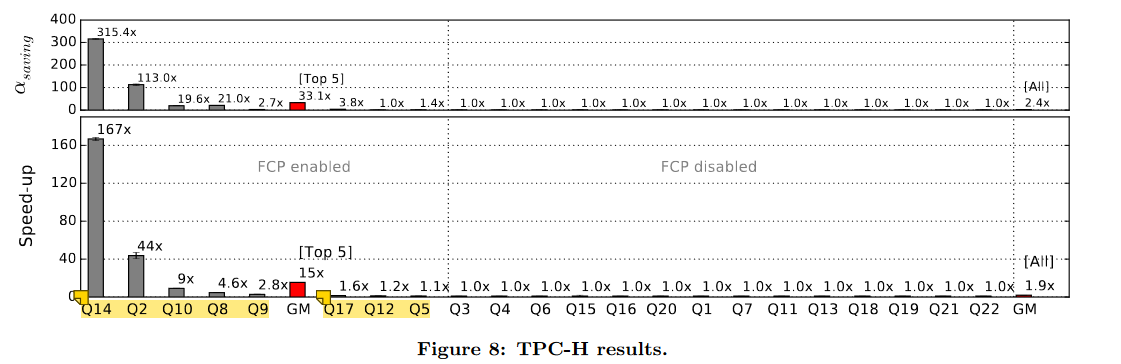 400
300
200
100
0
αsaving
315.4x 113.0x 19.6x 21.0x 2.7x 33.1x 3.8x 1.0x 1.4x 1.0x 1.0x 1.0x 1.0x 1.0x 1.0x 1.0x 1.0x 1.0x 1.0x 1.0x 1.0x 1.0x 1.0x 2.4x
[Top 5]
[All]
160
120
80
40
0
Speed-up
FCP enabled
FCP disabled
167x 44x 9x 4.6x 2.8x 15x 1.6x 1.2x 1.1x 1.0x 1.0x 1.0x 1.0x 1.0x 1.0x 1.0x 1.0x 1.0x 1.0x 1.0x 1.0x 1.0x 1.0x 1.9x
[Top 5]
[All]
Q14 Q2 Q10 Q8 Q9 GM Q17 Q12 Q5 Q3 Q4 Q6 Q15 Q16 Q20 Q1 Q7 Q11 Q13 Q18 Q19 Q21 Q22 GM
Figure 8: TPC-H results.